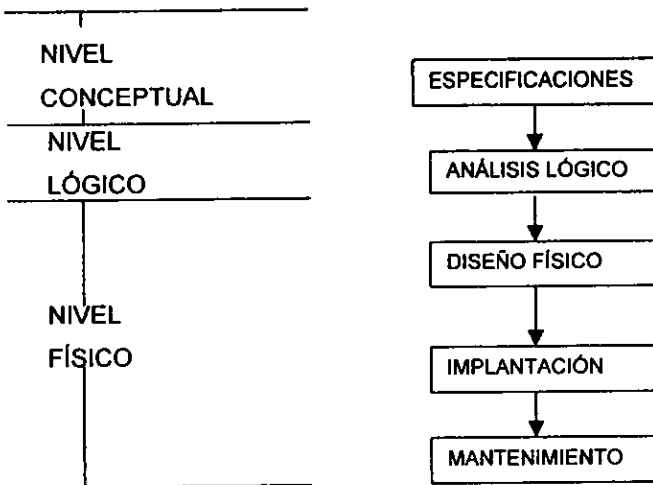 NIVEL
CONCEPTUAL
NIVEL
LÓGICO
NIVEL
FÍSICO
ESPECIFICACIONES
ANÁLISIS LÓGICO
DISEÑO FÍSICO
IMPLANTACIÓN
MANTENIMIENTO